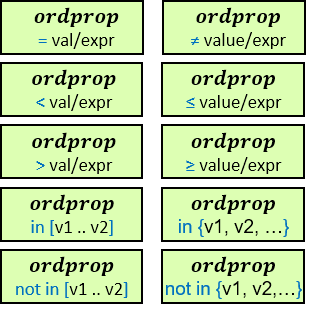 ordprop
= val/expr
ordprop
≠ value/expr
ordprop
< val/expr
ordprop
≤ value/expr
ordprop
> val/expr
ordprop
≥ value/expr
ordprop
in [v1 .. v2]
ordprop
in {v1, v2, ...}
ordprop
not in [v1 .. v2]
ordprop
not in {v1, v2,...}